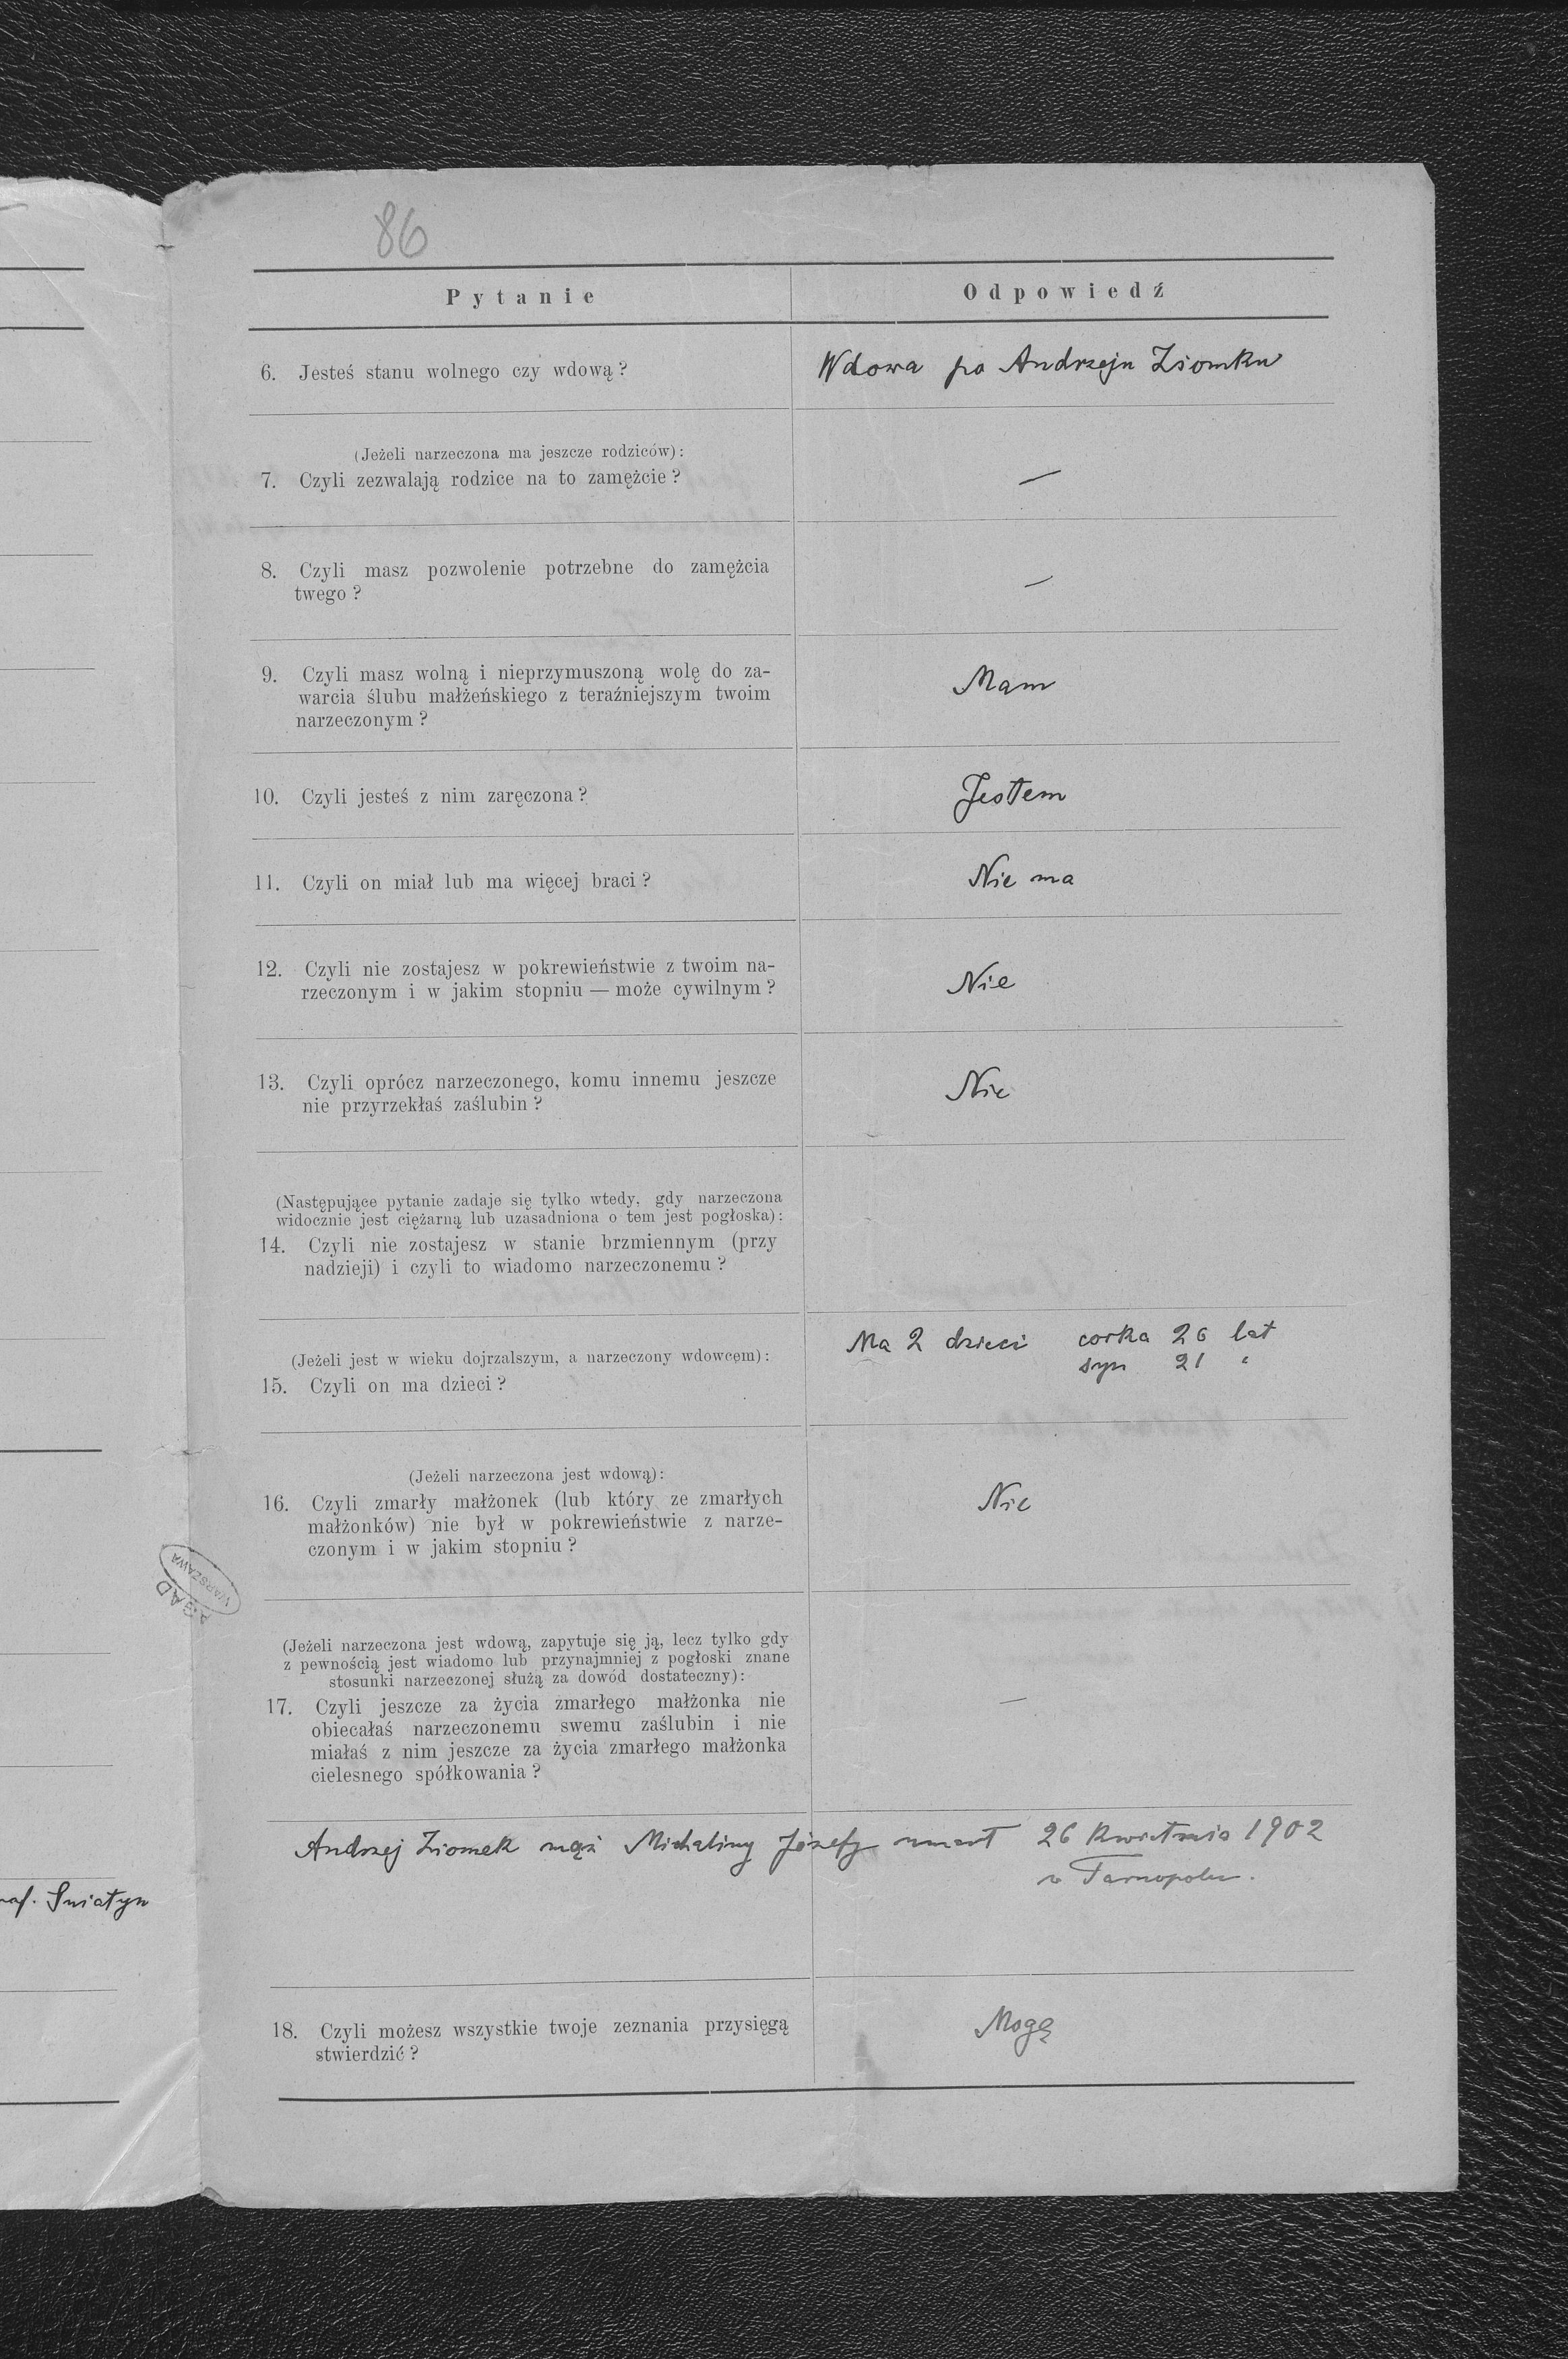 86
Pytanie
Odpowiedź
6. Jesteś stanu wolnego czy wdową?
Wdowa po Andrzeju Ziomku
(Jeżeli narzeczona ma jeszcze rodziców):
7. Czyli zezwalają rodzice na to zamężcie?
—
8. Czyli masz pozwolenie potrzebne do zamężcia
twego?
—
9. Czyli masz wolną i nieprzymuszoną wolę do za-
warcia ślubu małżeńskiego z teraźniejszym twoim
narzeczonym?
Mam
10. Czyli jesteś z nim zaręczona?
Jestem
11. Czyli on miał lub ma więcej braci?
Nie ma
12. Czyli nie zostajesz w pokrewieństwie z twoim na-
rzeczonym i w jakim stopniu — może cywilnym?
Nie
13. Czyli oprócz narzeczonego, komu innemu jeszcze
nie przyrzekłaś zaślubin?
Nie
(Następujące pytanie zadaje się tylko wtedy, gdy narzeczona
widocznie jest ciężarną lub uzasadniona o tem jest pogłoska):
14. Czyli nie zostajesz w stanie brzmiennym (przy
nadzieji) i czyli to wiadomo narzeczonemu?
(Jeżeli jest w wieku dojrzalszym, a narzeczony wdowcem):
15. Czyli on ma dzieci?
Ma 2 dzieci corka 26 lat
syn 21 "
(Jeżeli narzeczona jest wdową):
16. Czyli zmarły małżonek (lub który ze zmarłych
małżonków) nie był w pokrewieństwie z narze-
czonym i w jakim stopniu?
Nie
(Jeżeli narzeczona jest wdową, zapytuje się ją, lecz tylko gdy
z pewnością jest wiadomo lub przynajmniej z pogłoski znane
stosunki narzeczonej służą za dowód dostateczny):
17. Czyli jeszcze za życia zmarłego małżonka nie
obiecałaś narzeczonemu swemu zaślubin i nie
miałaś z nim jeszcze za życia zmarłego małżonka
cielesnego spółkowania?
—
Andrzej Ziomek mąż Michaliny Józefy umarł 26 kwietnia 1902
w Tarnopolu.
18. Czyli możesz wszystkie twoje zeznania przysięgą
stwierdzić?
Mogę
Sniatyn
AGAD
WARSZAWA